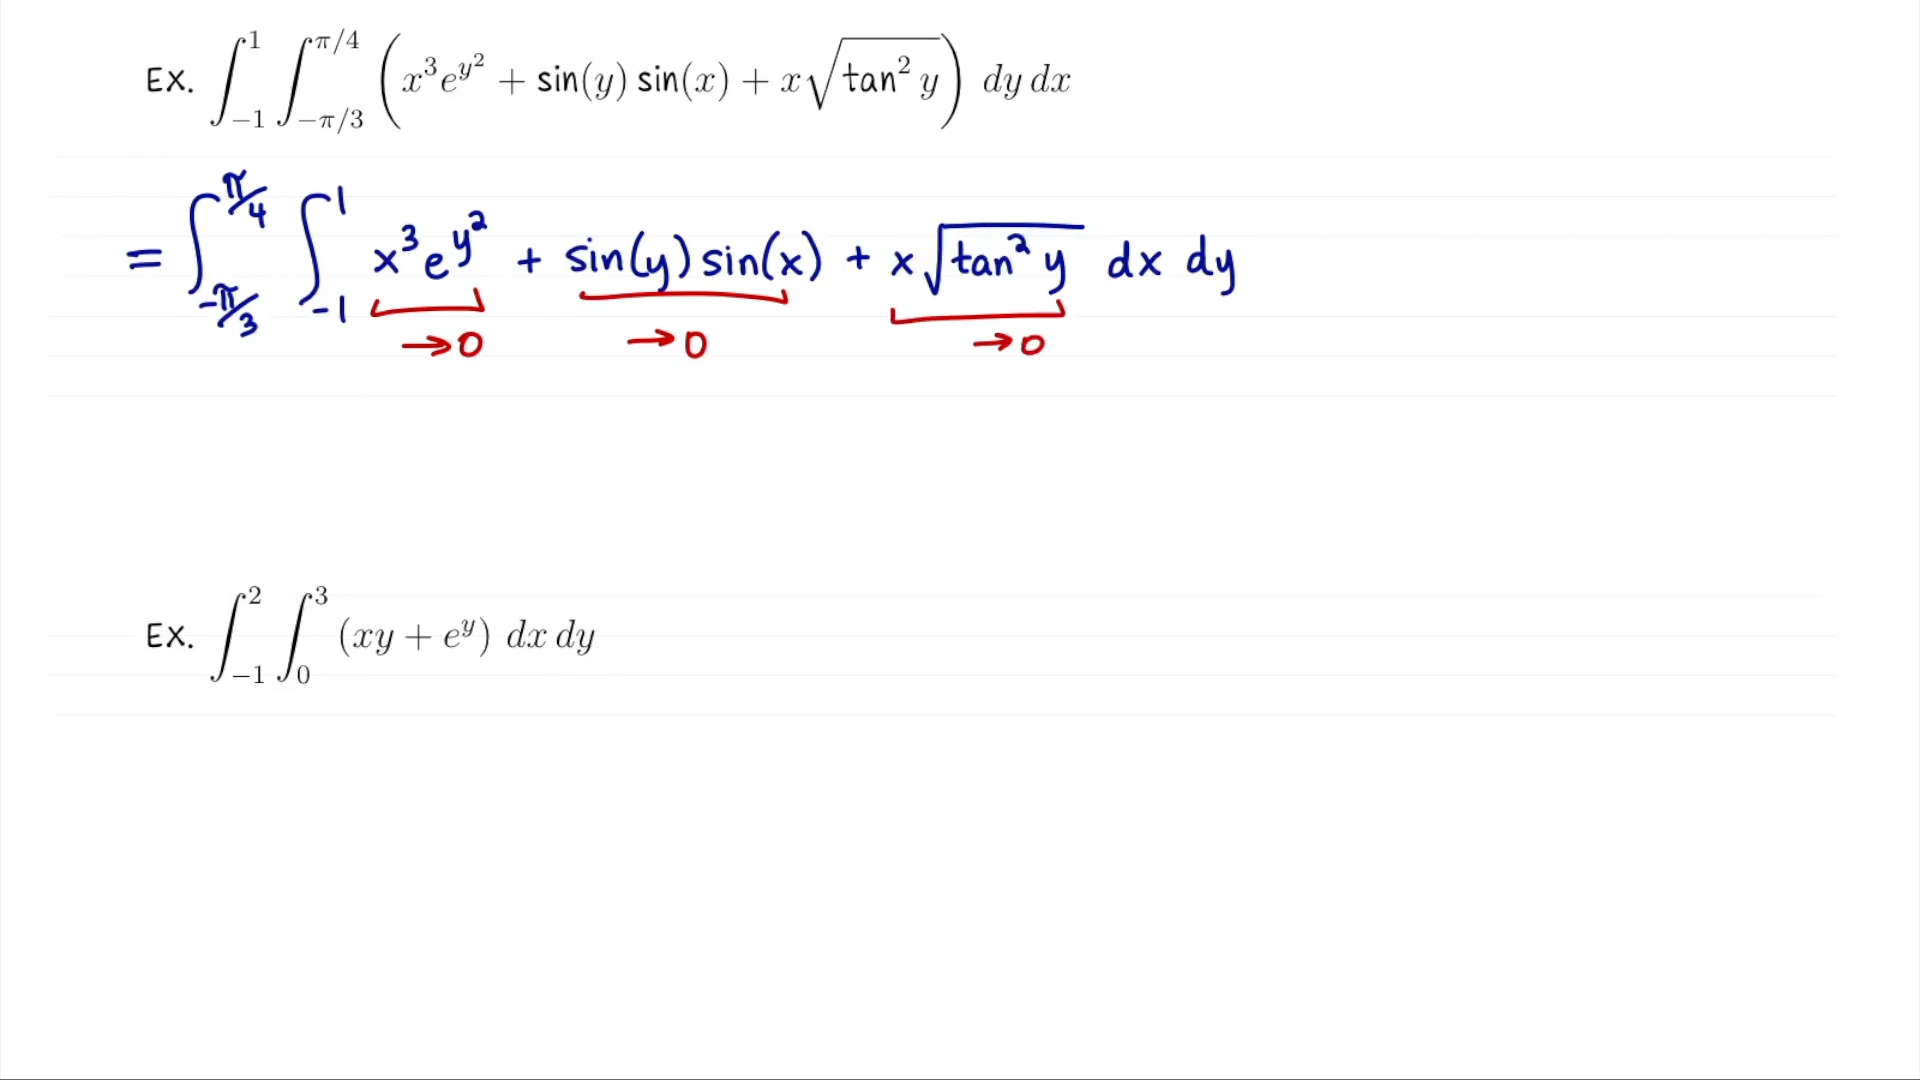 Ex. ∫_{-1}^{1} ∫_{-π/3}^{π/4} (x³e^{y²} + sin(y) sin(x) + x√(tan² y)) dy dx
= ∫_{-π/3}^{π/4} ∫_{-1}^{1} x³e^{y²} + sin(y) sin(x) + x√(tan² y) dx dy
→0 →0 →0
Ex. ∫_{-1}^{2} ∫_{0}^{3} (xy + e^y) dx dy